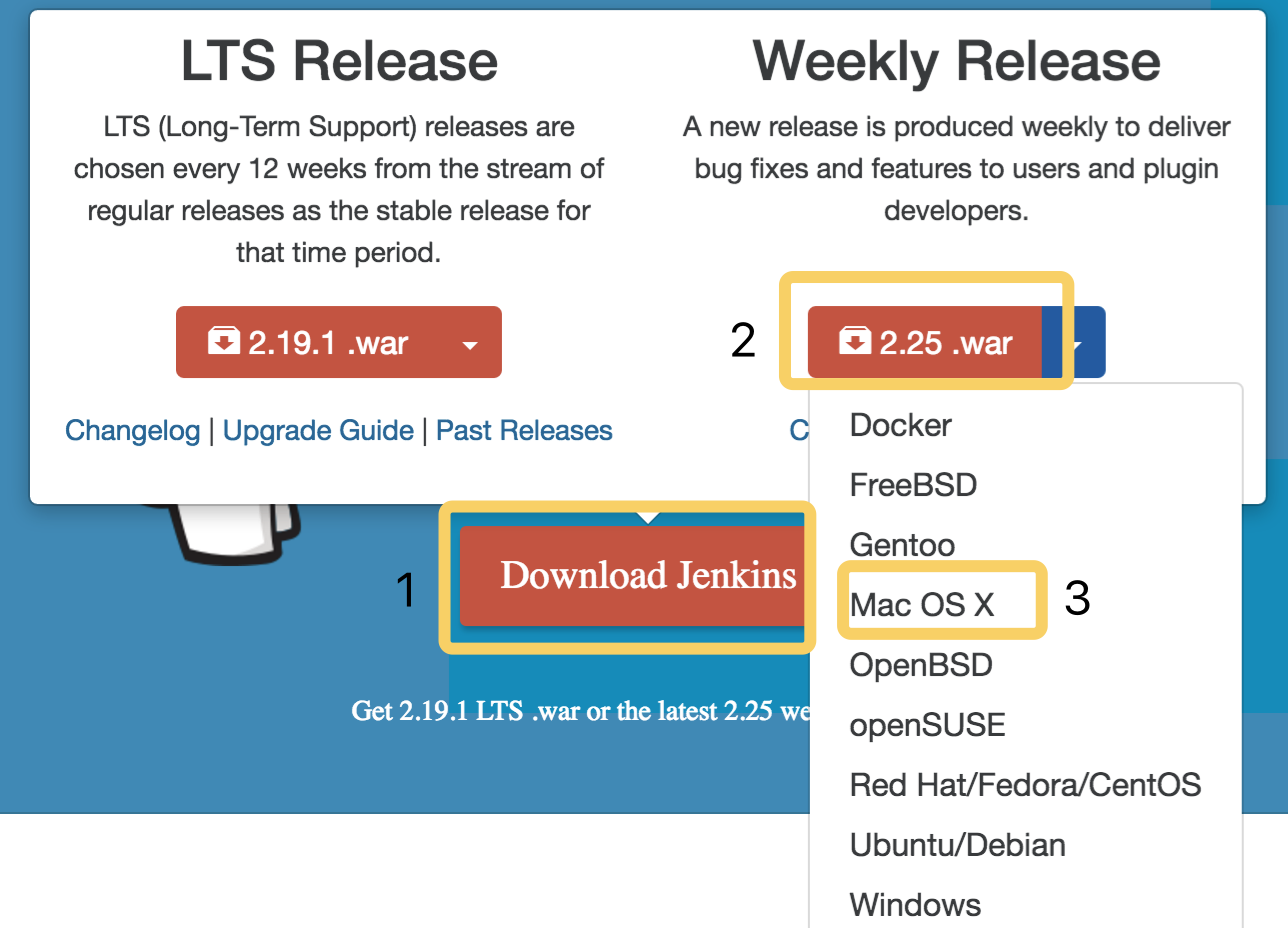 LTS Release
LTS (Long-Term Support) releases are
chosen every 12 weeks from the stream of
regular releases as the stable release for
that time period.
2.19.1 .war
Changelog | Upgrade Guide | Past Releases
Weekly Release
A new release is produced weekly to deliver
bug fixes and features to users and plugin
developers.
2
2.25 .war
C
Docker
FreeBSD
Gentoo
Mac OS X
3
OpenBSD
openSUSE
Red Hat/Fedora/CentOS
Ubuntu/Debian
Windows
1
Download Jenkins
Get 2.19.1 LTS .war or the latest 2.25 we